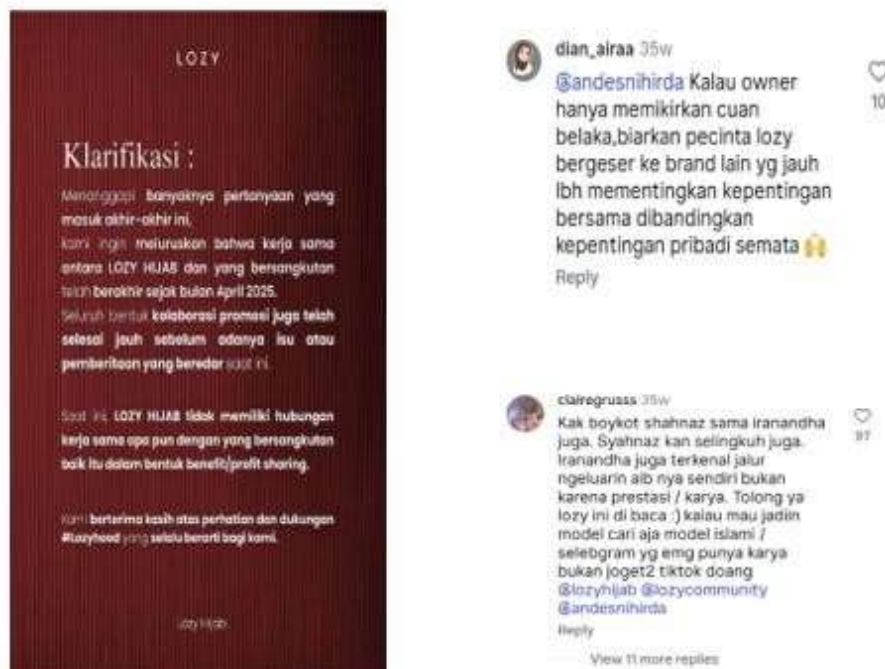 LOZY
Klarifikasi :
Menanggapi banyaknya pertanyaan yang
masuk akhir-akhir ini,
kami ingin meluruskan bahwa kerja sama
antara LOZY HIJAB dan yang bersangkutan
telah berakhir sejak bulan April 2025.
Seluruh bentuk kolaborasi promosi juga telah
selesai jauh sebelum adanya isu atau
pemberitaan yang beredar saat ini.
Saat ini, LOZY HIJAB tidak memiliki hubungan
kerja sama apa pun dengan yang bersangkutan
baik itu dalam bentuk benefit/profit sharing.
Kami berterima kasih atas perhatian dan dukungan
#Lozyhood yang selalu berarti bagi kami.
Lozy Hijab
dian_airaa 35w
@andesnihirda Kalau owner
hanya memikirkan cuan
belaka,biarkan pecinta lozy
bergeser ke brand lain yg jauh
lbh mementingkan kepentingan
bersama dibandingkan
kepentingan pribadi semata 🙌
Reply
10
clairegrusss 35w
Kak boykot shahnaz sama iranandha
juga. Syahnaz kan selingkuh juga.
Iranandha juga terkenal jalur
ngeluarin aib nya sendiri bukan
karena prestasi / karya. Tolong ya
lozy ini di baca :) kalau mau jadiin
model cari aja model islami /
selebgram yg emg punya karya
bukan joget2 tiktok doang
@lozyhijab @lozycommunity
@andesnihirda
Reply
97
View 11 more replies